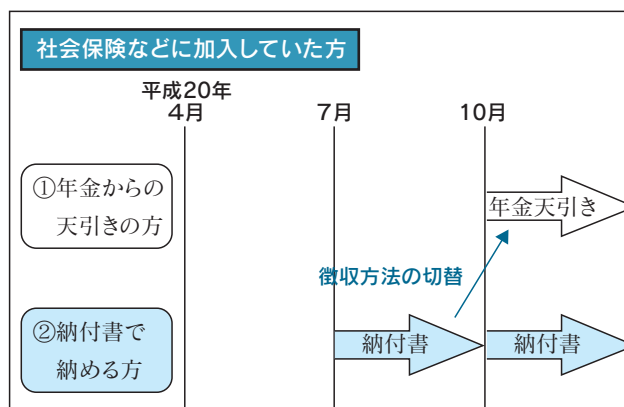 社会保険などに加入していた方
平成20年
4月
7月
10月
①年金からの
天引きの方
年金天引き
徴収方法の切替
②納付書で
納める方
納付書
納付書